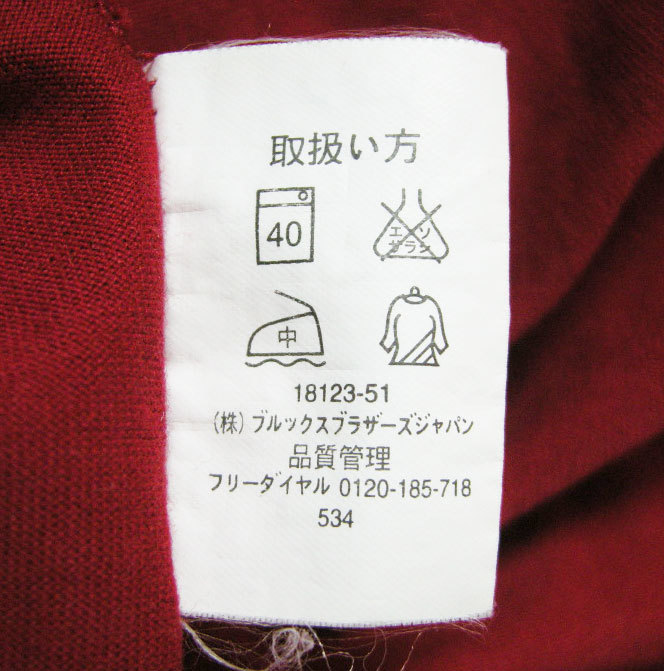 取扱い方
40
エンソ
サラシ
中
18123-51
(株) ブルックスブラザーズジャパン
品質管理
フリーダイヤル 0120-185-718
534